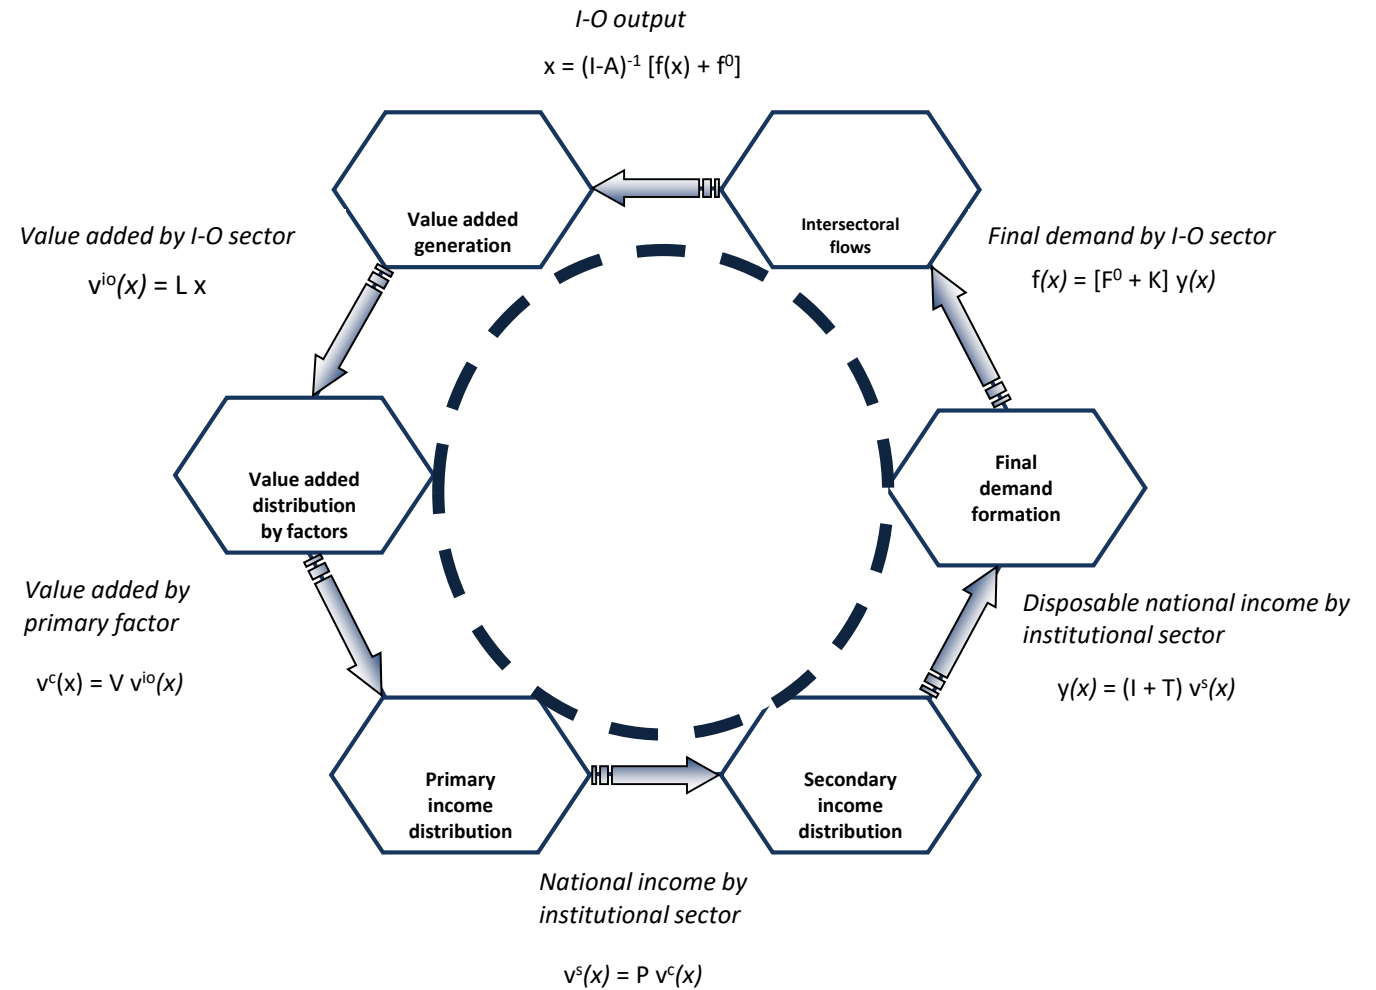 I-O output
x = (I-A)⁻¹ [f(x) + f⁰]
Value added
generation
Intersectoral
flows
Value added by I-O sector
vⁱᵒ(x) = L x
Final demand by I-O sector
f(x) = [F⁰ + K] y(x)
Value added
distribution
by factors
Final
demand
formation
Value added by
primary factor
vᶜ(x) = V vⁱᵒ(x)
Disposable national income by
institutional sector
y(x) = (I + T) vˢ(x)
Primary
income
distribution
Secondary
income
distribution
National income by
institutional sector
vˢ(x) = P vᶜ(x)